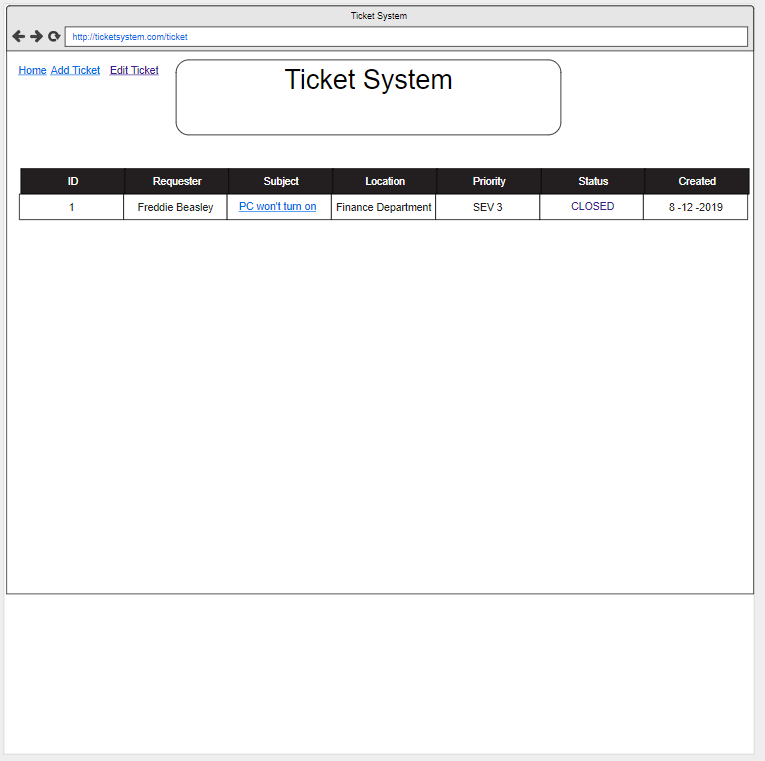 Ticket System
http://ticketsystem.com/ticket
Home Add Ticket Edit Ticket
Ticket System
ID Requester Subject Location Priority Status Created
1 Freddie Beasley PC won't turn on Finance Department SEV 3 CLOSED 8 -12 -2019